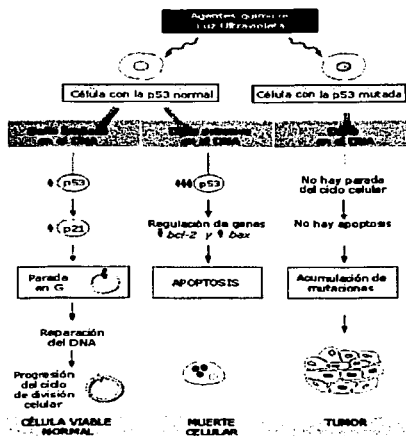 Agentes químicos
Luz Ultravioleta
Célula con la p53 normal
Célula con la p53 mutada
en el DNA
en el DNA
en el DNA
p53
p53
No hay parada
del ciclo celular
p21
Regulación de genes
bcl-2 y bax
No hay apoptosis
Parada
en G
APOPTOSIS
Acumulación de
mutaciones
Reparación
del DNA
Progresión
del ciclo
de división
celular
CÉLULA VIABLE
NORMAL
MUERTE
CELULAR
TUMOR